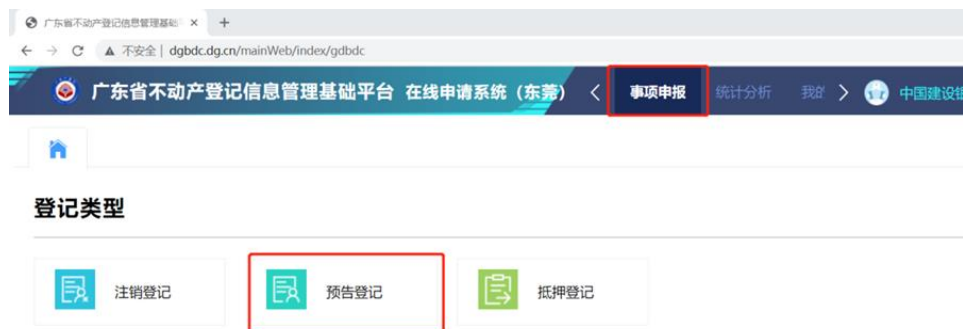 广东省不动产登记信息管理基础 × +
不安全 | dgbdc.dg.cn/mainWeb/index/gdbdc
广东省不动产登记信息管理基础平台 在线申请系统（东莞） 事项申报 统计分析 我的 中国建设银
登记类型
注销登记 预告登记 抵押登记